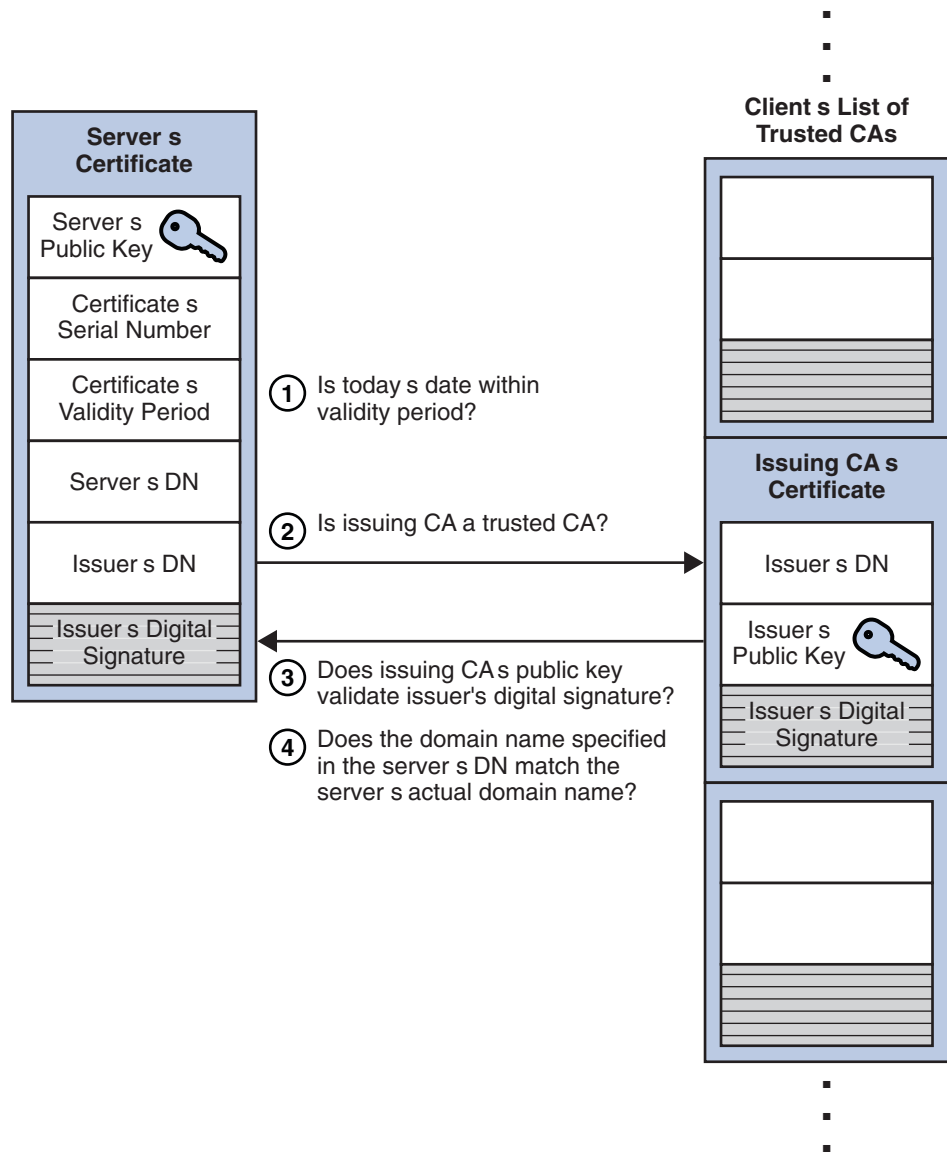 Client s List of
Trusted CAs
Server s
Certificate
Server s
Public Key
Certificate s
Serial Number
Certificate s
Validity Period
Server s DN
Issuer s DN
Issuer s Digital
Signature
1 Is today s date within
validity period?
2 Is issuing CA a trusted CA?
3 Does issuing CA s public key
validate issuer's digital signature?
4 Does the domain name specified
in the server s DN match the
server s actual domain name?
Issuing CA s
Certificate
Issuer s DN
Issuer s
Public Key
Issuer s Digital
Signature